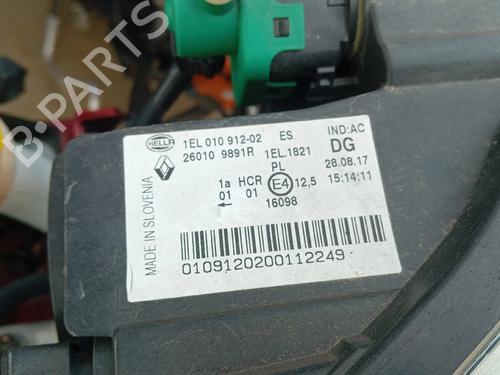 HELLA 1EL 010 912-02 ES IND:AC
26010 9891R 1EL.1821 DG
PL 28.08.17
1a HCR E4 12,5 15:14:11
01 01
16098
MADE IN SLOVENIA
0109120200112249
B-PARTS